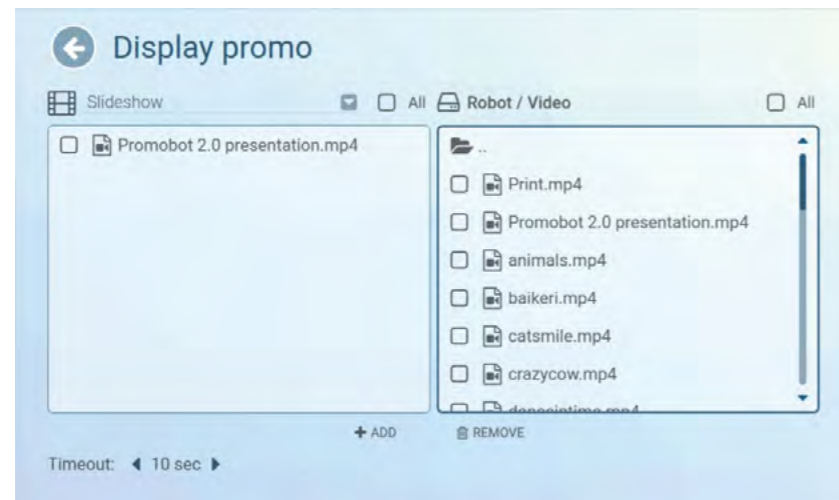 Display promo
Slideshow
All
Robot / Video
All
Promobot 2.0 presentation.mp4
..
Print.mp4
Promobot 2.0 presentation.mp4
animals.mp4
baikeri.mp4
catsmile.mp4
crazycow.mp4
+ ADD
REMOVE
Timeout: 10 sec